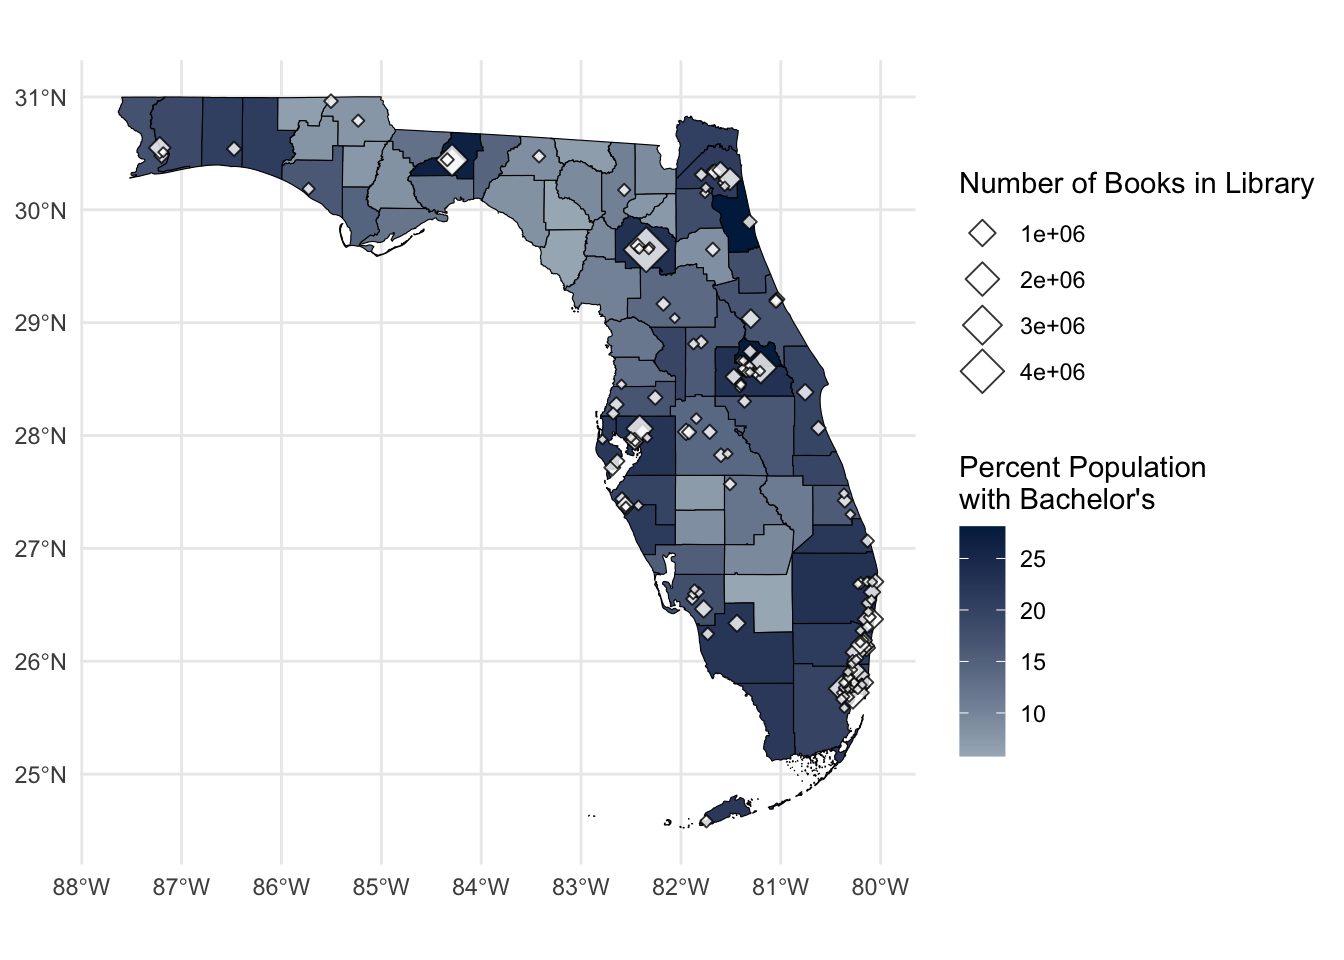 31°N
30°N
29°N
28°N
27°N
26°N
25°N
88°W 87°W 86°W 85°W 84°W 83°W 82°W 81°W 80°W
Number of Books in Library
1e+06
2e+06
3e+06
4e+06
Percent Population
with Bachelor's
25
20
15
10